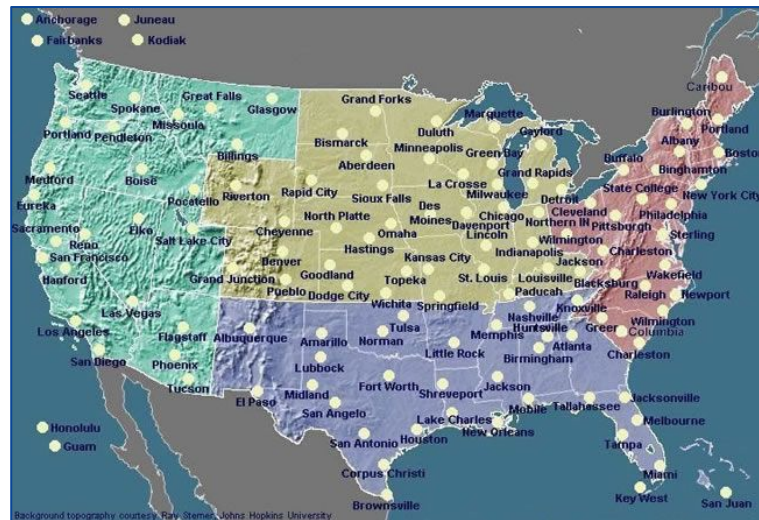 Anchorage
Juneau
Fairbanks
Kodiak
Caribou
Seattle
Spokane
Great Falls
Glasgow
Grand Forks
Marquette
Burlington
Portland
Pendleton
Missoula
Duluth
Gaylord
Portland
Billings
Bismarck
Minneapolis
Green Bay
Albany
Boston
Medford
Boise
Aberdeen
Buffalo
Binghamton
Eureka
Pocatello
Riverton
Rapid City
Sioux Falls
La Crosse
Milwaukee
Grand Rapids
Detroit
State College
New York City
Sacramento
Reno
Elko
Salt Lake City
Cheyenne
North Platte
Omaha
Des
Moines
Davenport
Chicago
Northern IN
Cleveland
Pittsburgh
Philadelphia
San Francisco
Hastings
Lincoln
Wilmington
Sterling
Hanford
Denver
Grand Junction
Goodland
Kansas City
Indianapolis
Jackson
Charleston
Pueblo
Dodge City
Topeka
St. Louis
Louisville
Blacksburg
Wakefield
Las Vegas
Wichita
Springfield
Paducah
Raleigh
Newport
Los Angeles
Flagstaff
Albuquerque
Amarillo
Tulsa
Norman
Memphis
Nashville
Huntsville
Knoxville
Greer
Wilmington
Columbia
San Diego
Phoenix
Tucson
Lubbock
Little Rock
Birmingham
Atlanta
Charleston
El Paso
Midland
Fort Worth
Shreveport
Jackson
San Angelo
Lake Charles
Mobile
Tallahassee
Jacksonville
Honolulu
Guam
San Antonio
Houston
New Orleans
Melbourne
Tampa
Corpus Christi
Miami
Brownsville
Key West
San Juan
Background topography courtesy Ray Sterner, Johns Hopkins University